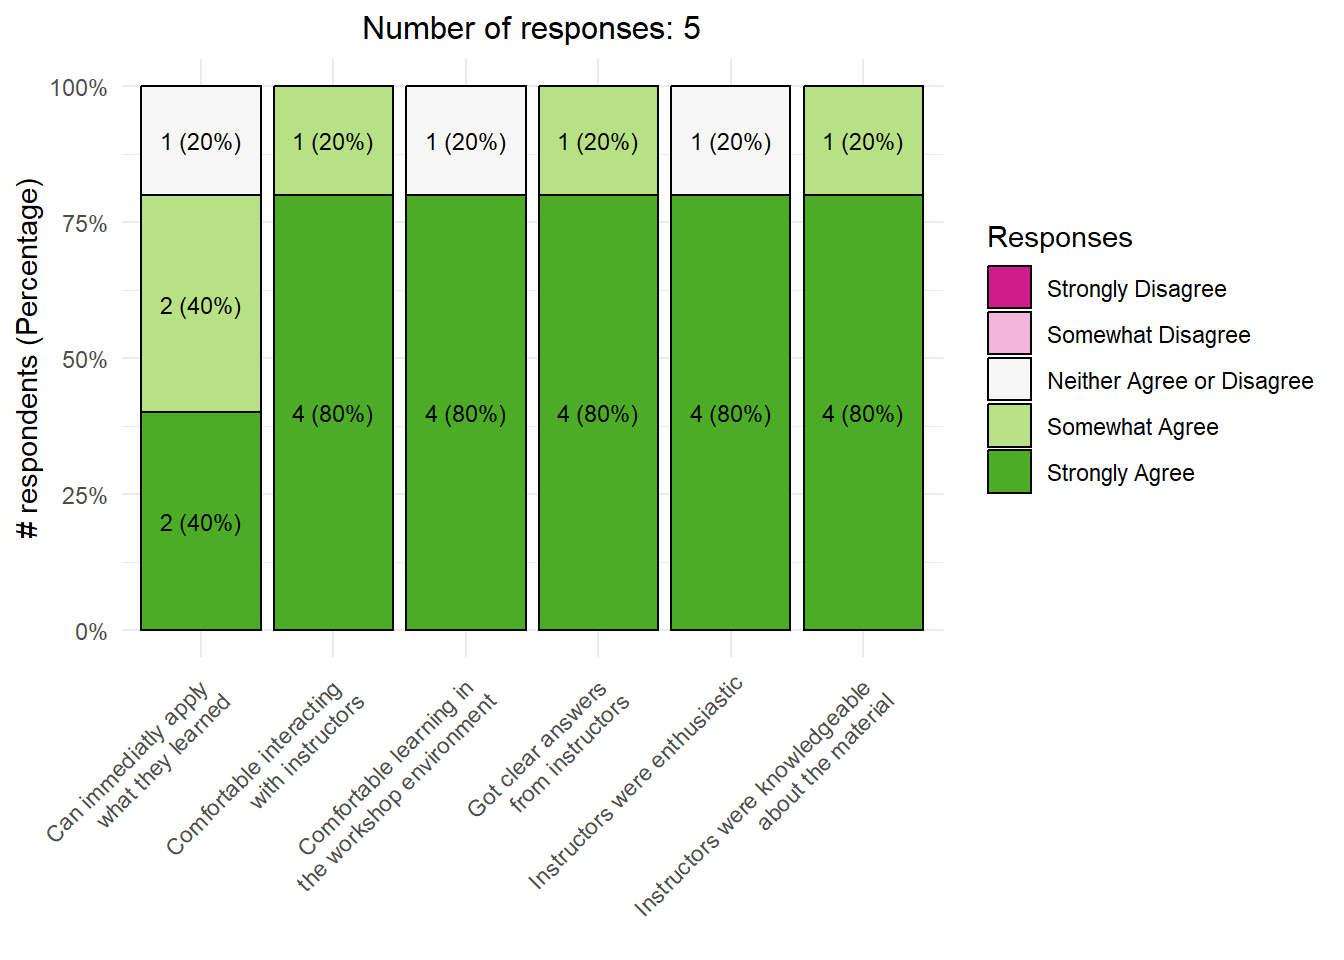 Number of responses: 5
# respondents (Percentage)
100%
75%
50%
25%
0%
1 (20%)
1 (20%)
1 (20%)
1 (20%)
1 (20%)
1 (20%)
2 (40%)
4 (80%)
4 (80%)
4 (80%)
4 (80%)
4 (80%)
2 (40%)
Can immediatly apply
what they learned
Comfortable interacting
with instructors
Comfortable learning in
the workshop environment
Got clear answers
from instructors
Instructors were enthusiastic
Instructors were knowledgeable
about the material
Responses
Strongly Disagree
Somewhat Disagree
Neither Agree or Disagree
Somewhat Agree
Strongly Agree